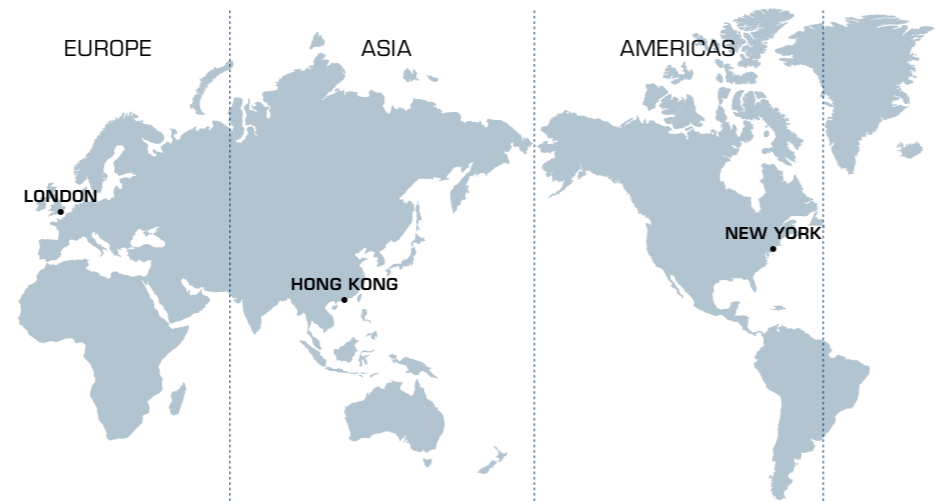 EUROPE
ASIA
AMERICAS
LONDON
NEW YORK
HONG KONG